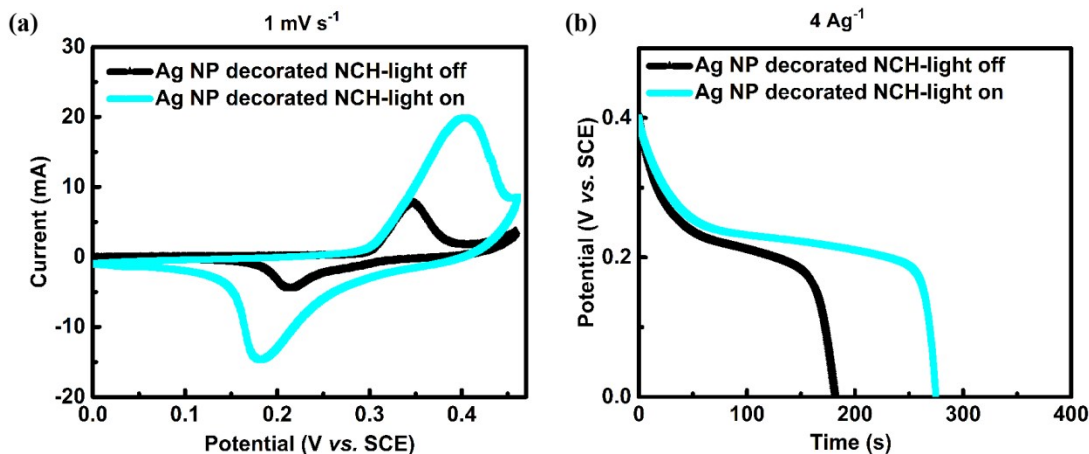 (a)
1 mV s⁻¹
Ag NP decorated NCH-light off
Ag NP decorated NCH-light on
30
20
10
0
-10
-20
Current (mA)
0.0 0.1 0.2 0.3 0.4
Potential (V vs. SCE)
(b)
4 Ag⁻¹
Ag NP decorated NCH-light off
Ag NP decorated NCH-light on
0.4
0.2
0.0
Potential (V vs. SCE)
0 100 200 300 400
Time (s)